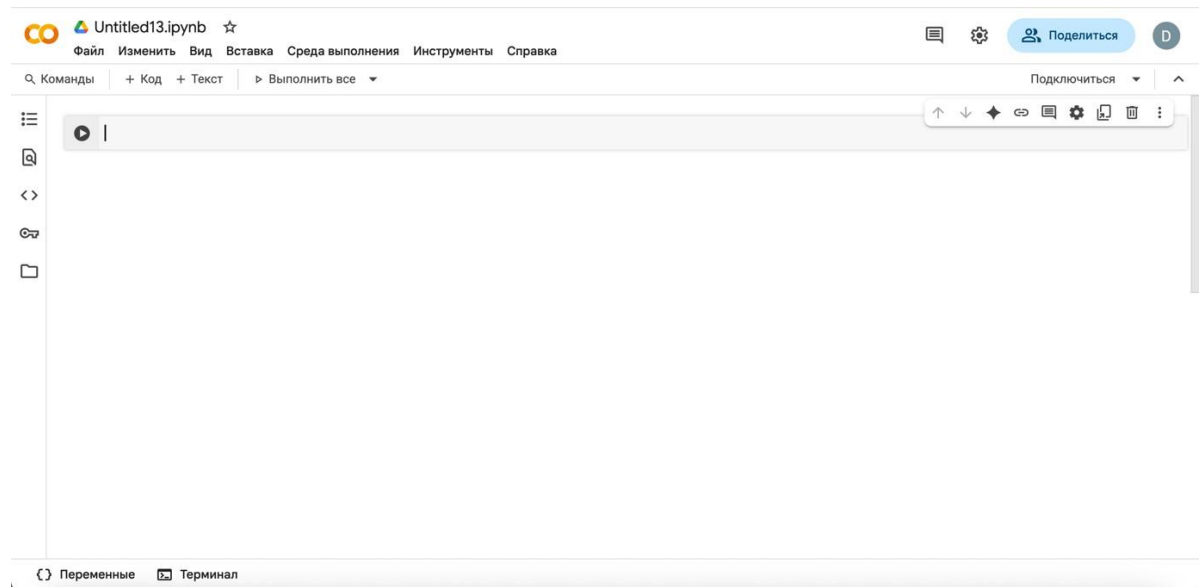 Untitled13.ipynb
Файл Изменить Вид Вставка Среда выполнения Инструменты Справка
Поделиться
D
Команды + Код + Текст Выполнить все
Подключиться
{} Переменные Терминал